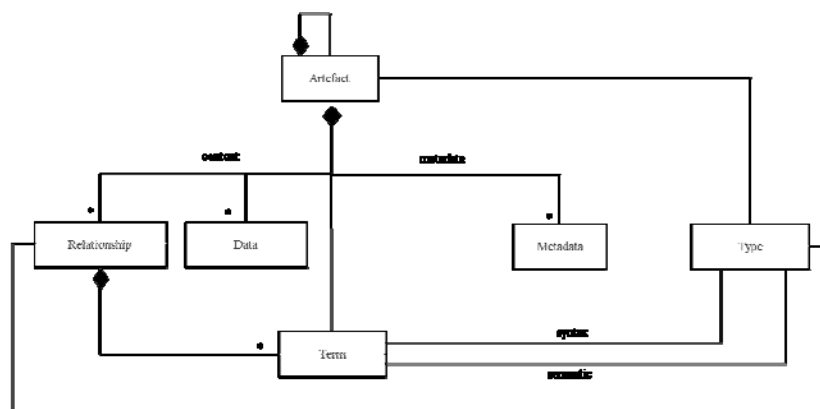 Artefact
content
metadata
Relationship
Data
Metadata
Type
Term
syntax
semantic